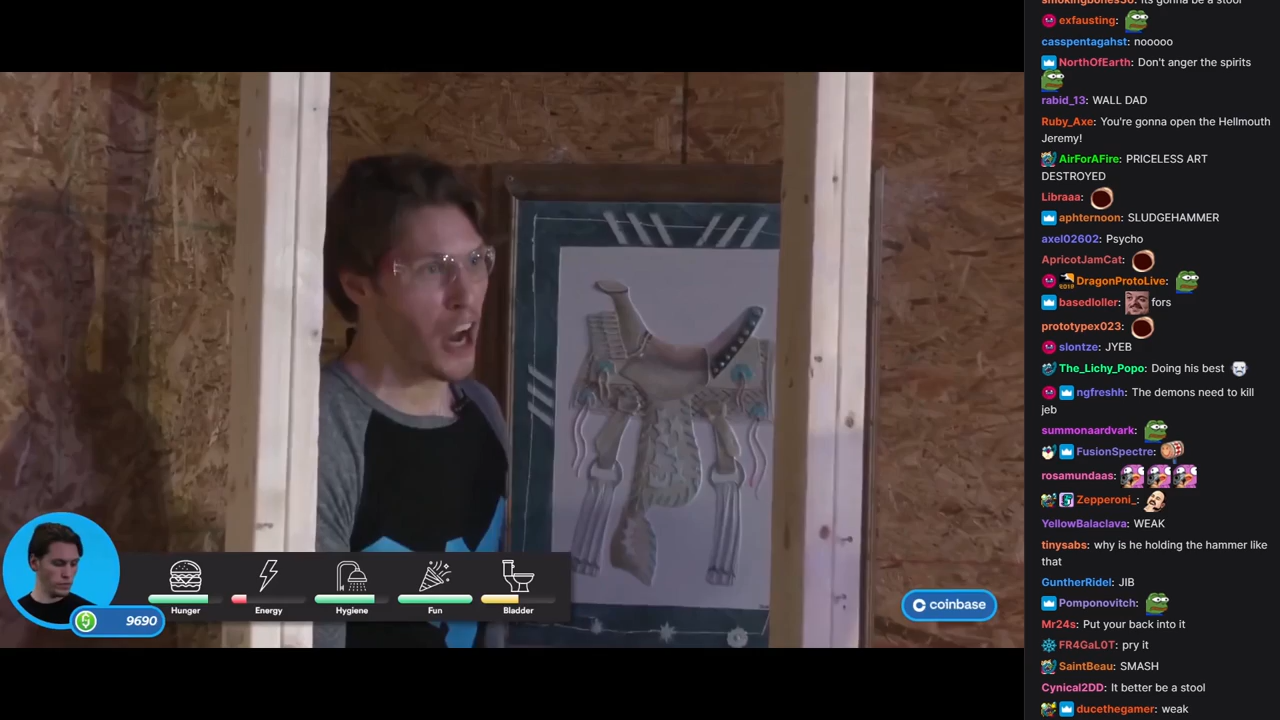 Hunger
Energy
Hygiene
Fun
Bladder
9690
coinbase
smokingbones36: its gonna be a stool
exfausting:
casspentagahst: nooooo
NorthOfEarth: Don't anger the spirits
rabid_13: WALL DAD
Ruby_Axe: You're gonna open the Hellmouth
Jeremy!
AirForAFire: PRICELESS ART
DESTROYED
Libraaa:
aphternoon: SLUDGEHAMMER
axel02602: Psycho
ApricotJamCat:
DragonProtoLive:
basedloller: fors
prototypex023:
slontze: JYEB
The_Lichy_Popo: Doing his best
ngfreshh: The demons need to kill
jeb
summonaardvark:
FusionSpectre:
rosamundaas:
Zepperoni_:
YellowBalaclava: WEAK
tinysabs: why is he holding the hammer like
that
GuntherRidel: JIB
Pomponovitch:
Mr24s: Put your back into it
FR4GaL0T: pry it
SaintBeau: SMASH
Cynical2DD: It better be a stool
ducethegamer: weak